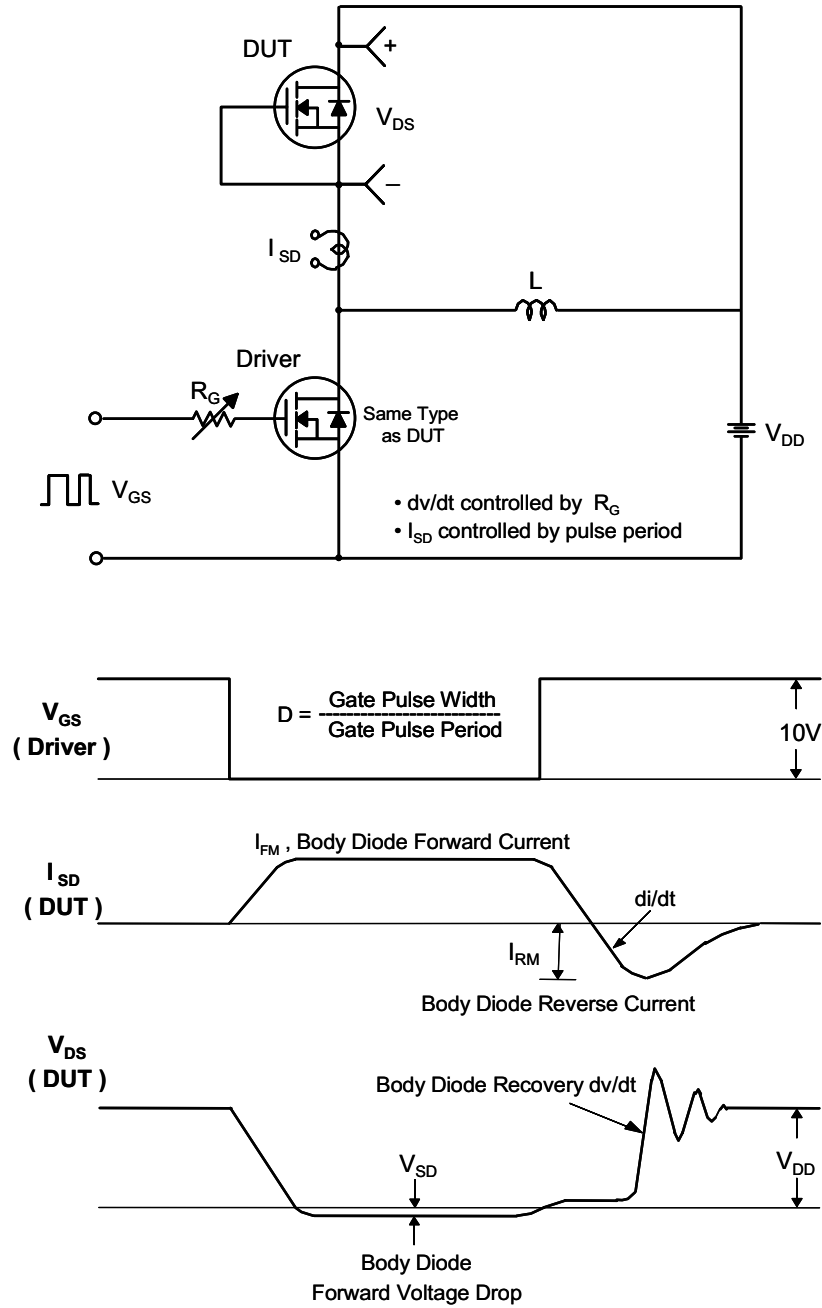 DUT
+
V_DS
–
I_SD
L
Driver
R_G
Same Type
as DUT
V_DD
V_GS
• dv/dt controlled by R_G
• I_SD controlled by pulse period
V_GS
( Driver )
D = Gate Pulse Width
Gate Pulse Period
10V
I_FM , Body Diode Forward Current
I_SD
( DUT )
di/dt
I_RM
Body Diode Reverse Current
V_DS
( DUT )
Body Diode Recovery dv/dt
V_SD
V_DD
Body Diode
Forward Voltage Drop